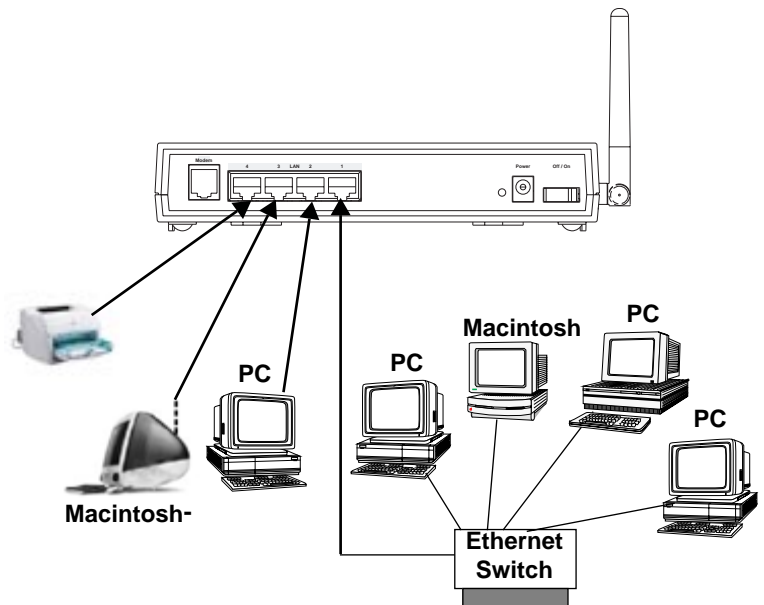 Modem
4 3 LAN 2 1
Power
Off / On
PC
Macintosh
PC
PC
PC
Macintosh-
Ethernet
Switch